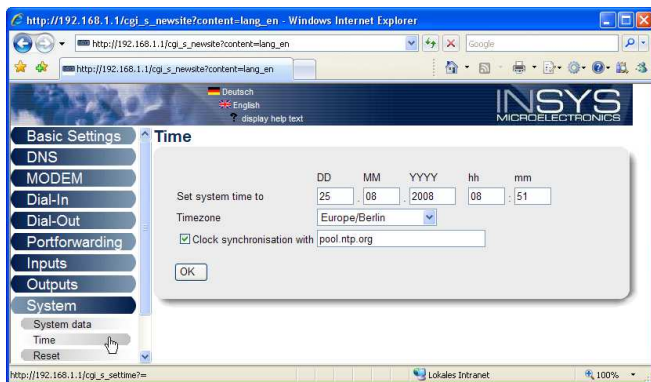 http://192.168.1.1/cgi_s_newsite?content=lang_en - Windows Internet Explorer
http://192.168.1.1/cgi_s_newsite?content=lang_en
Google
http://192.168.1.1/cgi_s_newsite?content=lang_en
Deutsch
English
? display help text
INSYS
MICROELECTRONICS
Basic Settings
DNS
MODEM
Dial-In
Dial-Out
Portforwarding
Inputs
Outputs
System
System data
Time
Reset
Time
DD MM YYYY hh mm
Set system time to 25 . 08 . 2008 08 : 51
Timezone Europe/Berlin
Clock synchronisation with pool.ntp.org
OK
http://192.168.1.1/cgi_s_settime?=
Lokales Intranet
100%